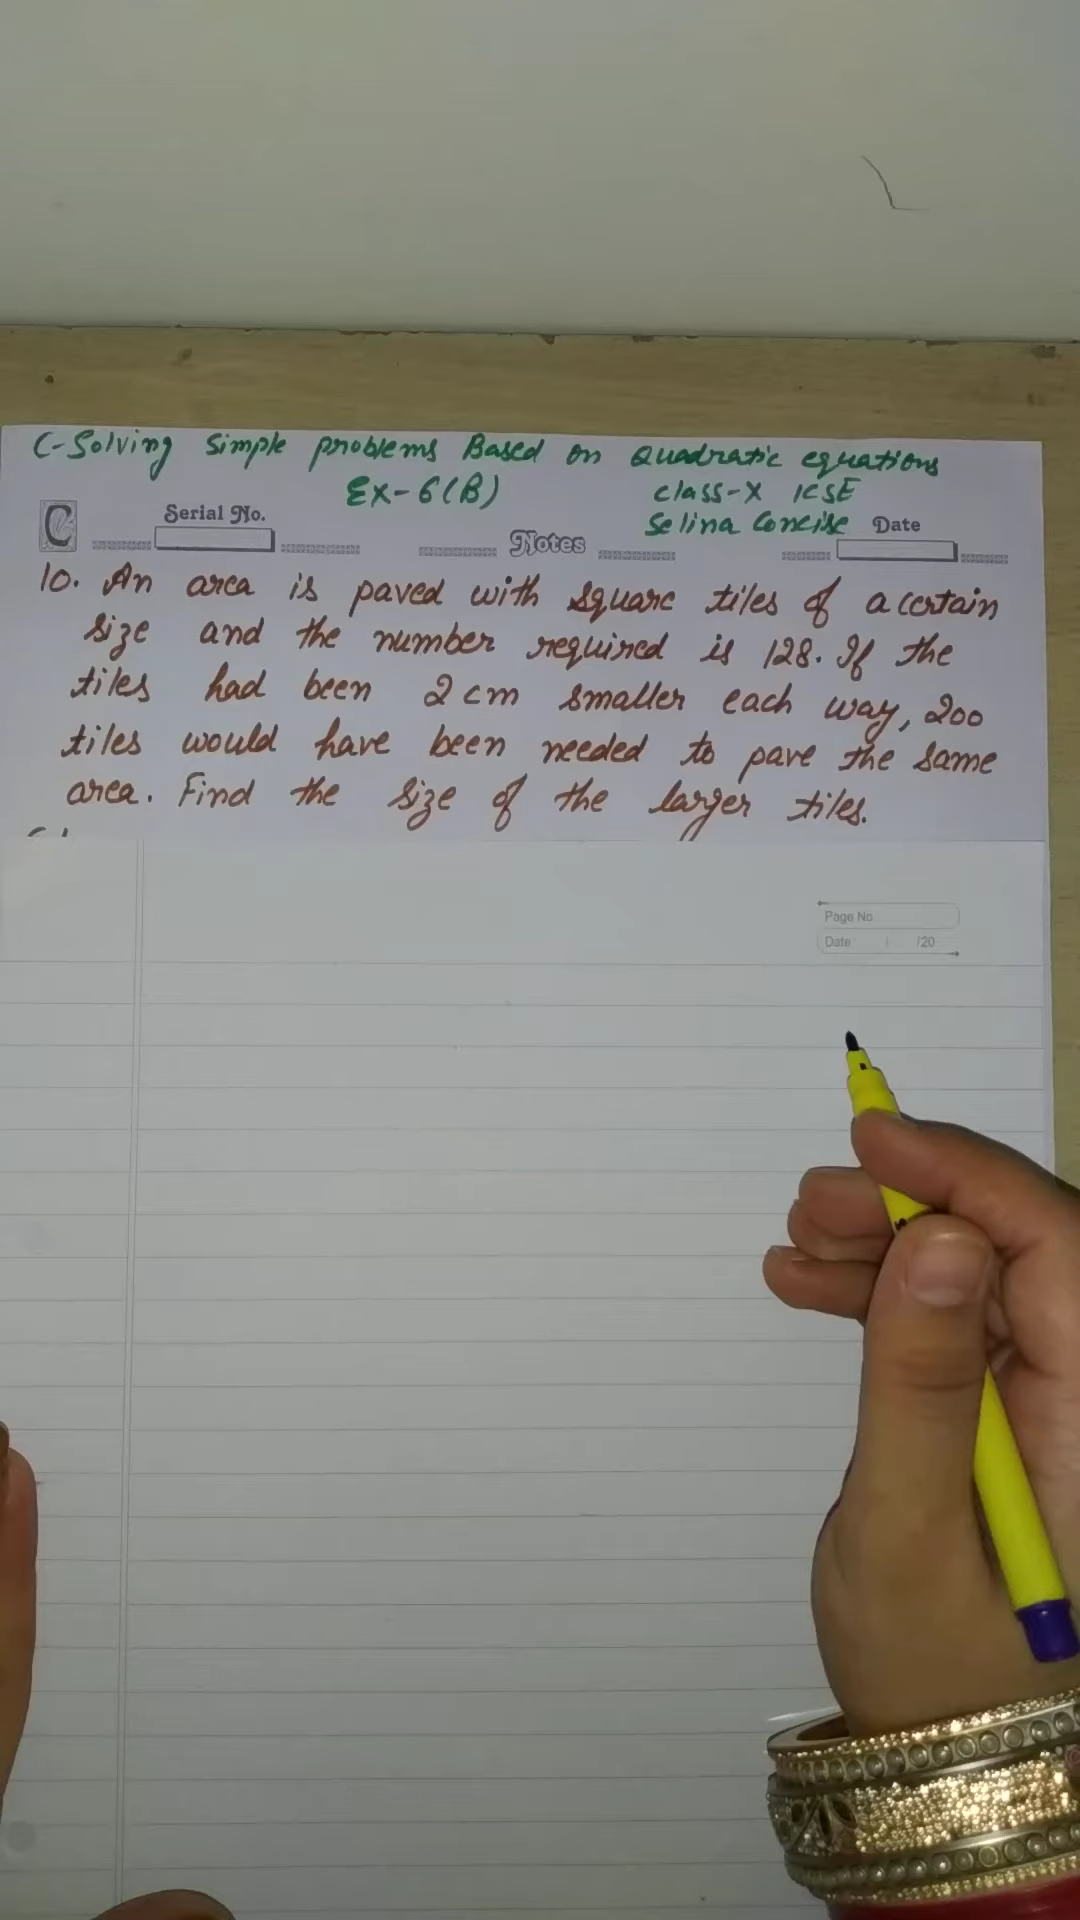 C-Solving Simple problems Based on Quadratic equations
Ex-6(B) class-X ICSE
Selina Concise
C Serial No. Notes Date
10. An area is paved with square tiles of a certain
size and the number required is 128. If the
tiles had been 2 cm smaller each way, 200
tiles would have been needed to pave the same
area. Find the size of the larger tiles.
Page No
Date / /20